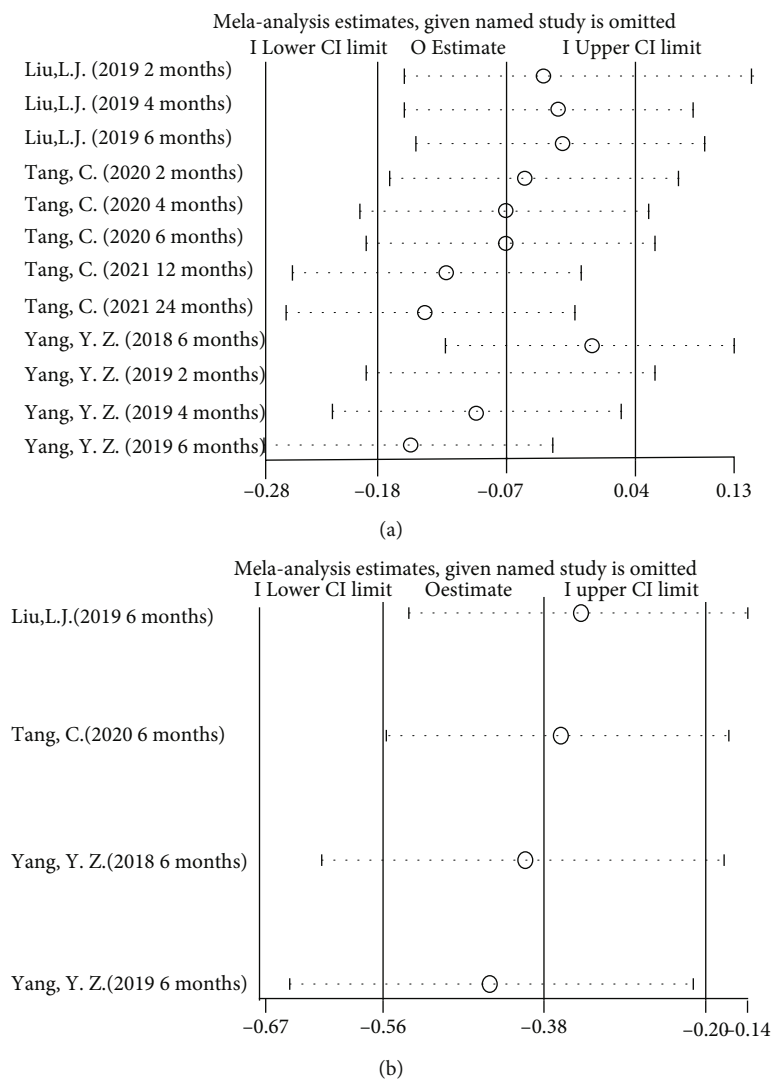 Mela-analysis estimates, given named study is omitted
I Lower CI limit O Estimate I Upper CI limit
Liu,L.J. (2019 2 months)
Liu,L.J. (2019 4 months)
Liu,L.J. (2019 6 months)
Tang, C. (2020 2 months)
Tang, C. (2020 4 months)
Tang, C. (2020 6 months)
Tang, C. (2021 12 months)
Tang, C. (2021 24 months)
Yang, Y. Z. (2018 6 months)
Yang, Y. Z. (2019 2 months)
Yang, Y. Z. (2019 4 months)
Yang, Y. Z. (2019 6 months)
–0.28 –0.18 –0.07 0.04 0.13
(a)
Mela-analysis estimates, given named study is omitted
I Lower CI limit Oestimate I upper CI limit
Liu,L.J.(2019 6 months)
Tang, C.(2020 6 months)
Yang, Y. Z.(2018 6 months)
Yang, Y. Z.(2019 6 months)
–0.67 –0.56 –0.38 –0.20 –0.14
(b)